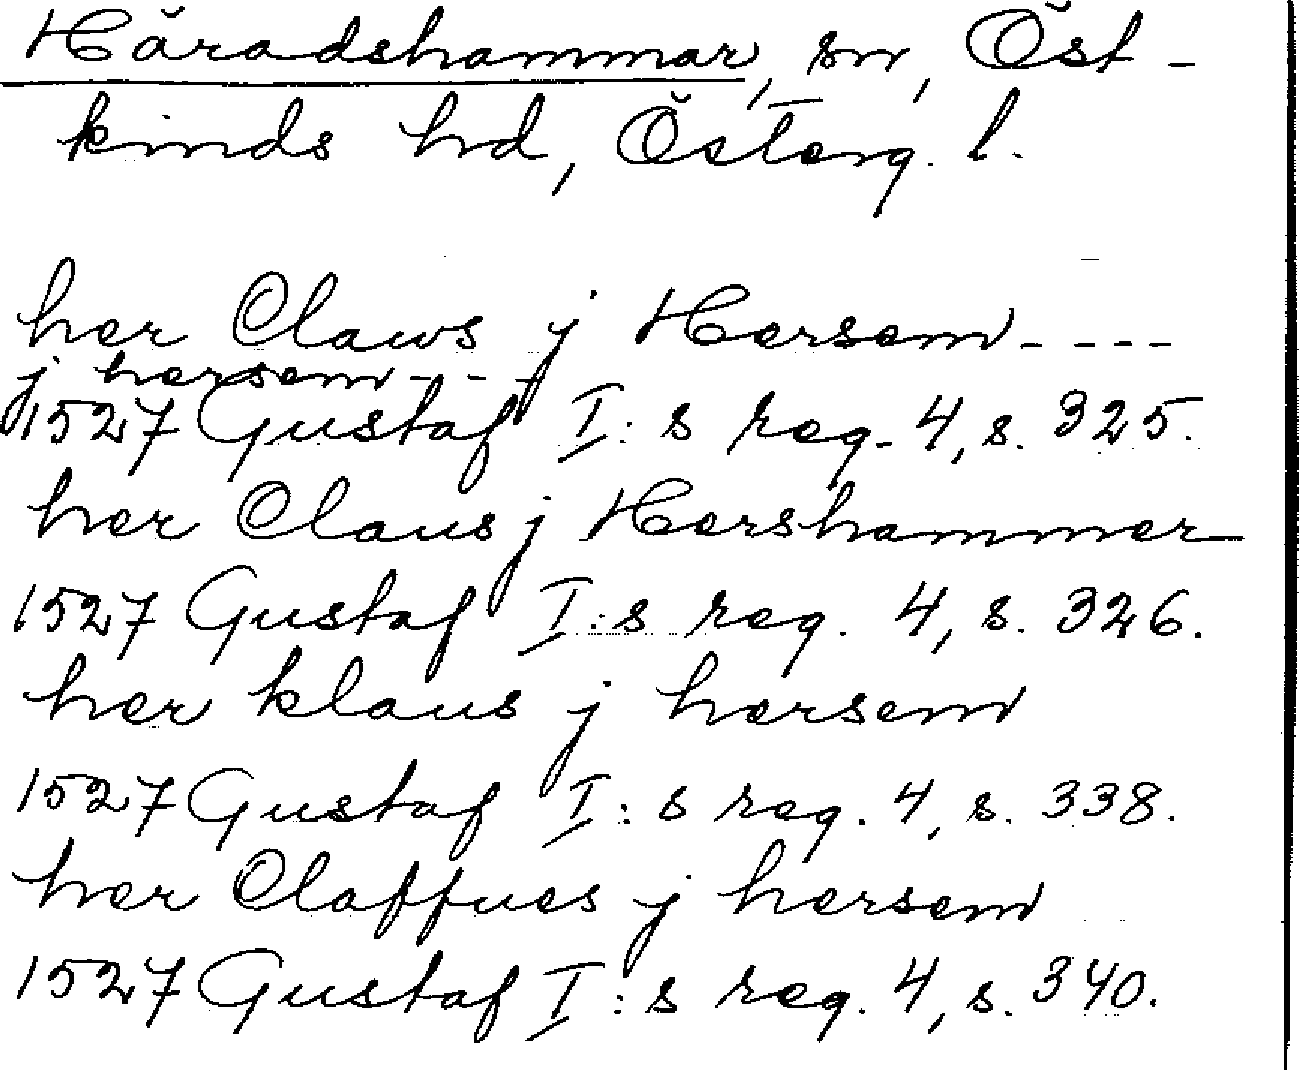 Häradshammar, sn, Öst-
kinds hd, Österg. l.
her Claws j Hersem----
j hersem---
1527 Gustaf I:s reg. 4, s. 325.
her Claus j Hershammer
1527 Gustaf I:s reg. 4, s. 326.
her klaus j hersem
1527 Gustaf I:s reg. 4, s. 338.
her Claffues j hersem
1527 Gustaf I:s reg. 4, s. 340.